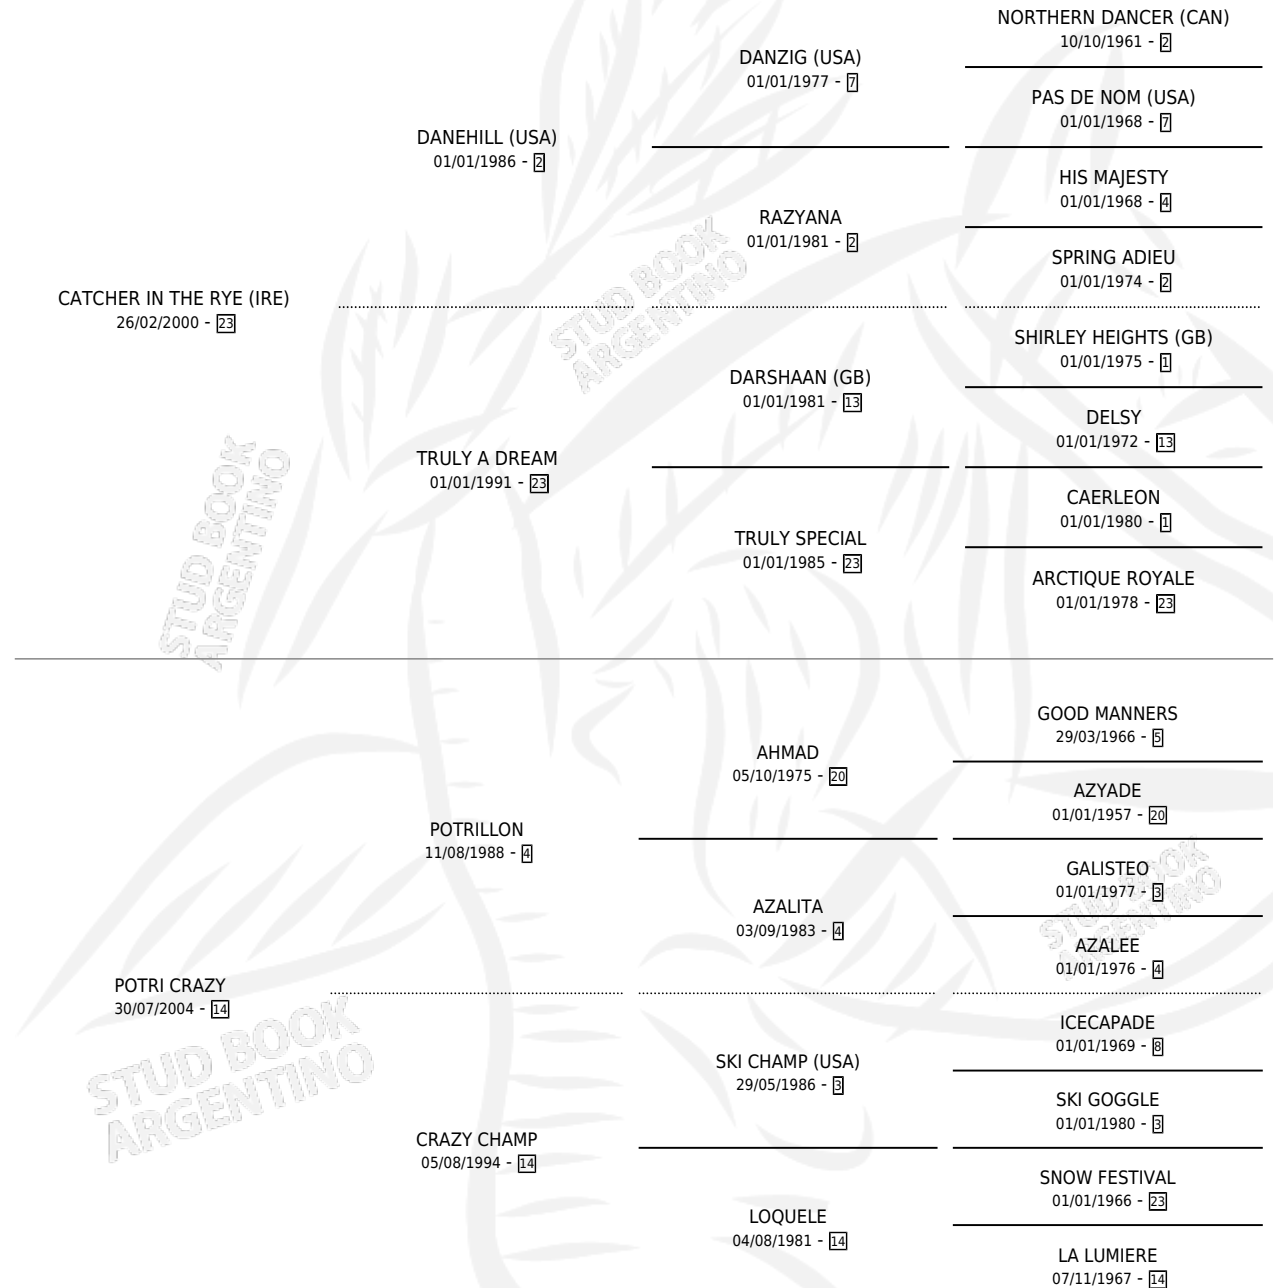 NORTHERN DANCER (CAN)
10/10/1961 - 2
DANZIG (USA)
01/01/1977 - 7
PAS DE NOM (USA)
01/01/1968 - 7
DANEHILL (USA)
01/01/1986 - 2
HIS MAJESTY
01/01/1968 - 4
RAZYANA
01/01/1981 - 2
SPRING ADIEU
01/01/1974 - 2
CATCHER IN THE RYE (IRE)
26/02/2000 - 23
SHIRLEY HEIGHTS (GB)
01/01/1975 - 1
DARSHAAN (GB)
01/01/1981 - 13
DELSY
01/01/1972 - 13
TRULY A DREAM
01/01/1991 - 23
CAERLEON
01/01/1980 - 1
TRULY SPECIAL
01/01/1985 - 23
ARCTIQUE ROYALE
01/01/1978 - 23
STUD BOOK
ARGENTINO
STUD BOOK
ARGENTINO
GOOD MANNERS
29/03/1966 - 5
AHMAD
05/10/1975 - 20
AZYADE
01/01/1957 - 20
POTRILLON
11/08/1988 - 4
GALISTEO
01/01/1977 - 3
AZALITA
03/09/1983 - 4
AZALEE
01/01/1976 - 4
POTRI CRAZY
30/07/2004 - 14
ICECAPADE
01/01/1969 - 8
SKI CHAMP (USA)
29/05/1986 - 3
SKI GOGGLE
01/01/1980 - 3
CRAZY CHAMP
05/08/1994 - 14
SNOW FESTIVAL
01/01/1966 - 23
LOQUELE
04/08/1981 - 14
LA LUMIERE
07/11/1967 - 14
STUD BOOK
ARGENTINO
STUD BOOK
ARGENTINO